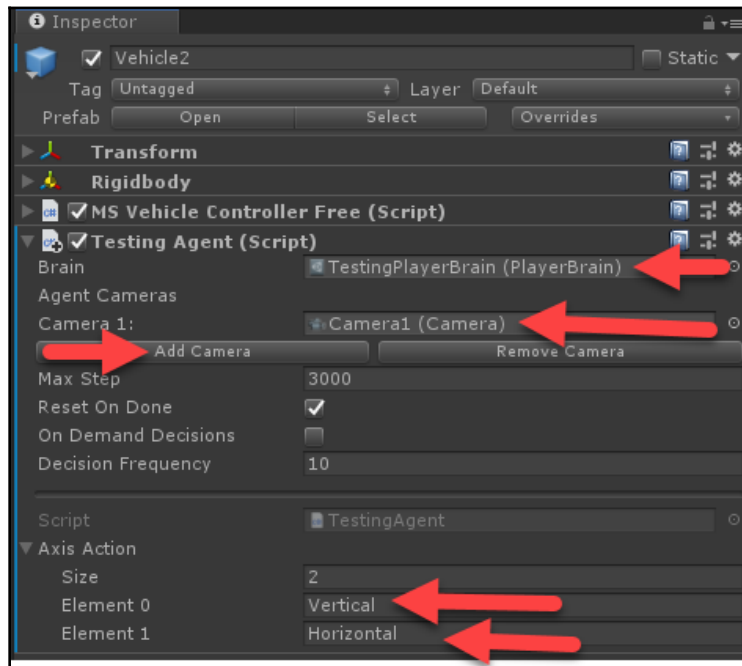 Inspector
Vehicle2 Static
Tag Untagged Layer Default
Prefab Open Select Overrides
Transform
Rigidbody
c# MS Vehicle Controller Free (Script)
c# Testing Agent (Script)
Brain TestingPlayerBrain (PlayerBrain)
Agent Cameras
Camera 1: Camera1 (Camera)
Add Camera Remove Camera
Max Step 3000
Reset On Done
On Demand Decisions
Decision Frequency 10
Script TestingAgent
Axis Action
Size 2
Element 0 Vertical
Element 1 Horizontal